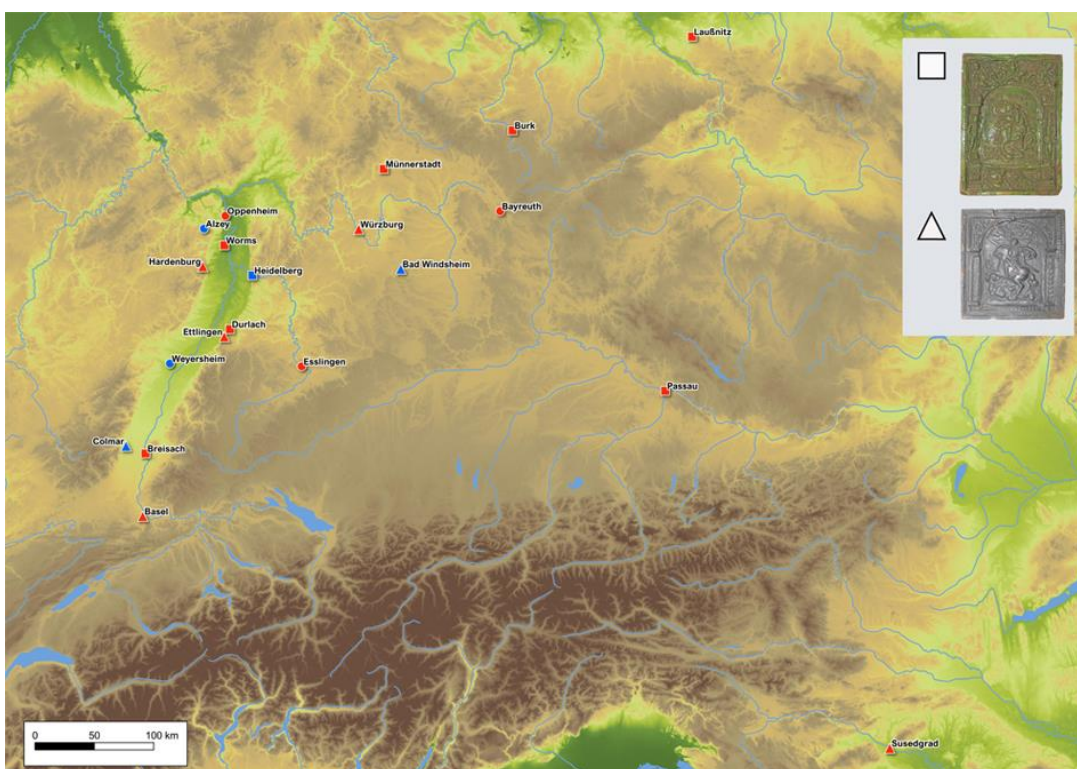 Laußnitz
Burk
Münnerstadt
Oppenheim
Bayreuth
Alzey
Würzburg
Worms
Hardenburg
Heidelberg
Bad Windsheim
Durlach
Ettlingen
Weyersheim
Esslingen
Passau
Colmar
Breisach
Basel
Susedgrad
0 50 100 km